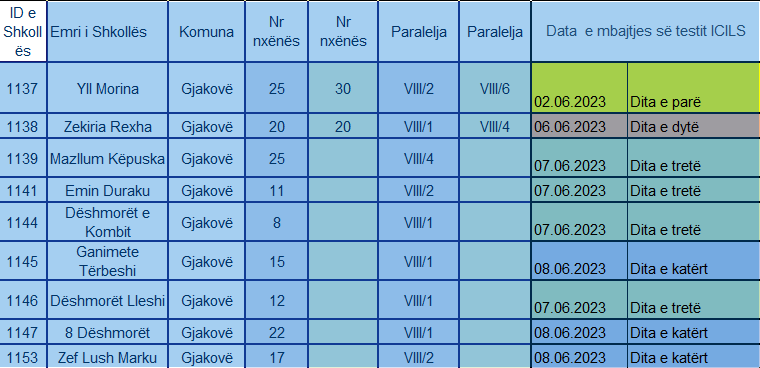 ID e Shkollës Emri i Shkollës Komuna Nr nxënës Nr nxënës Paralelja Paralelja Data e mbajtjes së testit ICILS
1137 Yll Morina Gjakovë 25 30 VIII/2 VIII/6 02.06.2023 Dita e parë
1138 Zekiria Rexha Gjakovë 20 20 VIII/1 VIII/4 06.06.2023 Dita e dytë
1139 Mazllum Këpuska Gjakovë 25 VIII/4 07.06.2023 Dita e tretë
1141 Emin Duraku Gjakovë 11 VIII/2 07.06.2023 Dita e tretë
1144 Dëshmorët e Kombit Gjakovë 8 VIII/1 07.06.2023 Dita e tretë
1145 Ganimete Tërbeshi Gjakovë 15 VIII/1 08.06.2023 Dita e katërt
1146 Dëshmorët Lleshi Gjakovë 12 VIII/1 07.06.2023 Dita e tretë
1147 8 Dëshmorët Gjakovë 22 VIII/1 08.06.2023 Dita e katërt
1153 Zef Lush Marku Gjakovë 17 VIII/2 08.06.2023 Dita e katërt